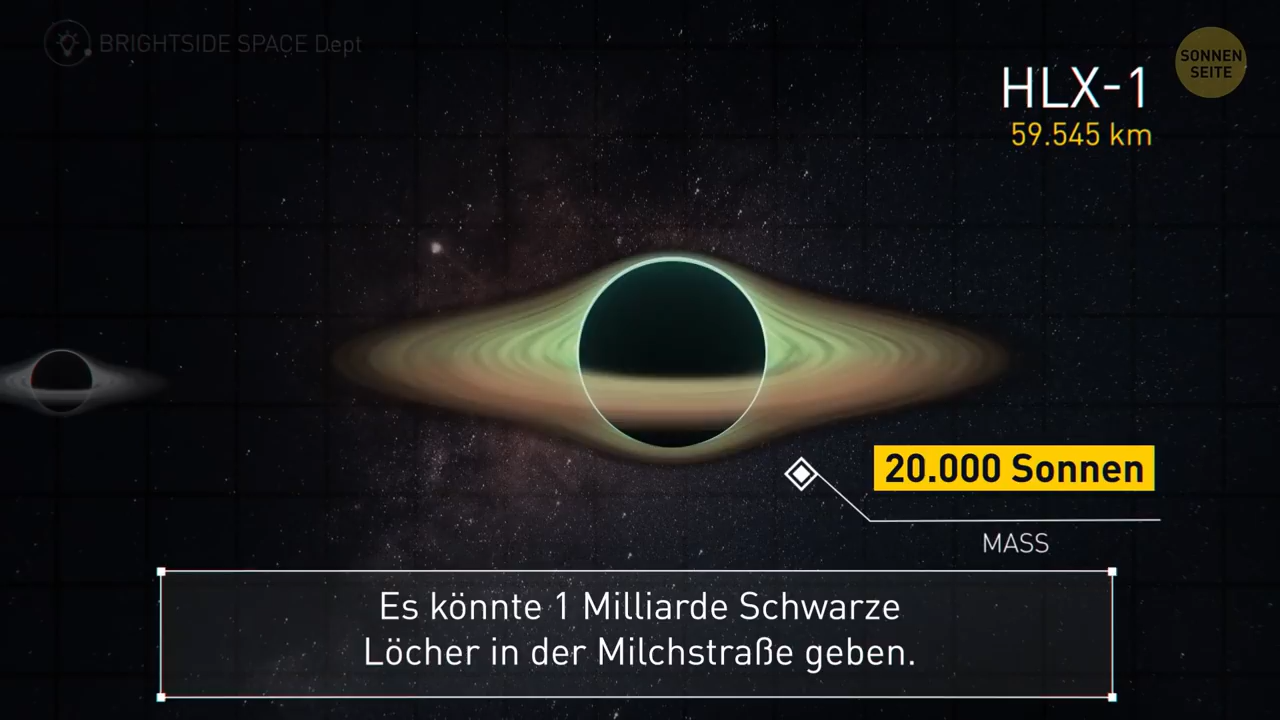 BRIGHTSIDE SPACE Dept
SONNEN
SEITE
HLX-1
59.545 km
20.000 Sonnen
MASS
Es könnte 1 Milliarde Schwarze
Löcher in der Milchstraße geben.